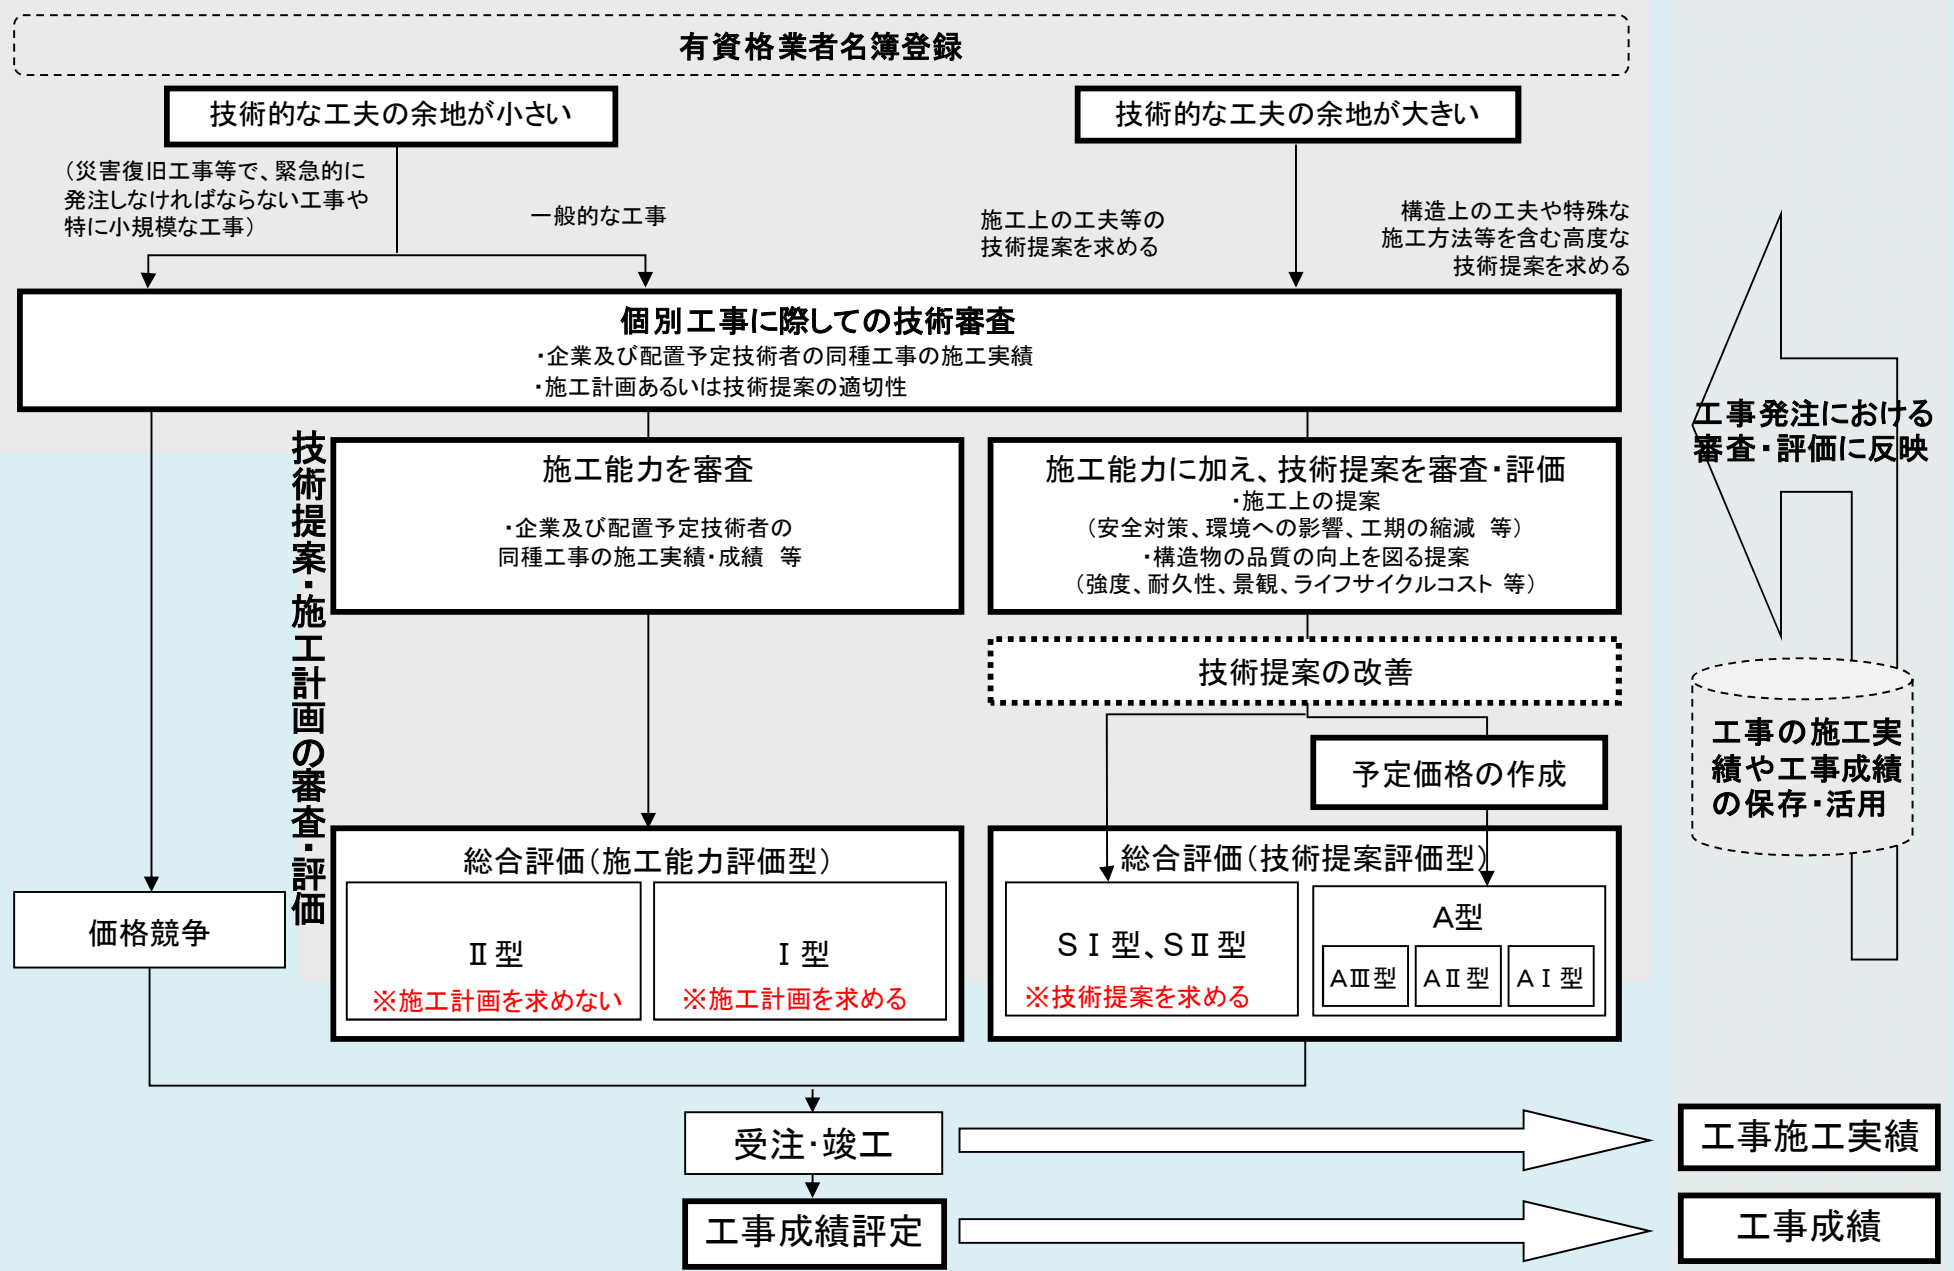 有資格業者名簿登録
技術的な工夫の余地が小さい
技術的な工夫の余地が大きい
（災害復旧工事等で、緊急的に
発注しなければならない工事や
特に小規模な工事）
一般的な工事
施工上の工夫等の
技術提案を求める
構造上の工夫や特殊な
施工方法等を含む高度な
技術提案を求める
個別工事に際しての技術審査
・企業及び配置予定技術者の同種工事の施工実績
・施工計画あるいは技術提案の適切性
技術提案・施工計画の審査・評価
施工能力を審査
・企業及び配置予定技術者の
同種工事の施工実績・成績　等
施工能力に加え、技術提案を審査・評価
・施工上の提案
（安全対策、環境への影響、工期の縮減　等）
・構造物の品質の向上を図る提案
（強度、耐久性、景観、ライフサイクルコスト　等）
技術提案の改善
予定価格の作成
総合評価（施工能力評価型）
Ⅱ型
※施工計画を求めない
Ⅰ型
※施工計画を求める
総合評価（技術提案評価型）
ＳⅠ型、ＳⅡ型
※技術提案を求める
Ａ型
ＡⅢ型
ＡⅡ型
ＡⅠ型
価格競争
受注・竣工
工事成績評定
工事発注における
審査・評価に反映
工事の施工実
績や工事成績
の保存・活用
工事施工実績
工事成績